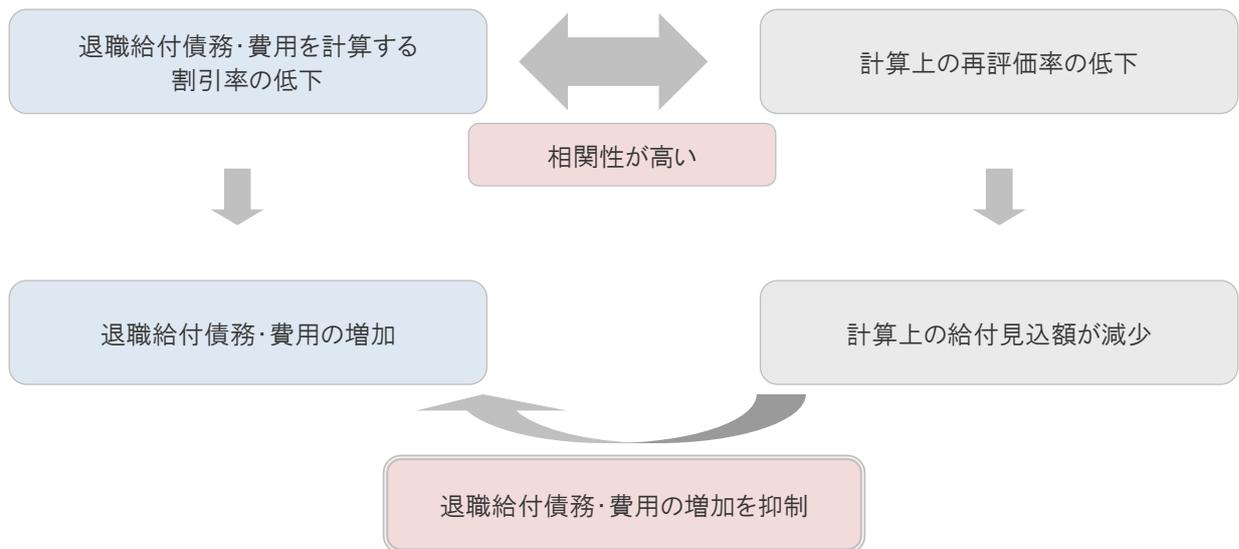 退職給付債務･費用を計算する
割引率の低下
計算上の再評価率の低下
相関性が高い
退職給付債務･費用の増加
計算上の給付見込額が減少
退職給付債務･費用の増加を抑制